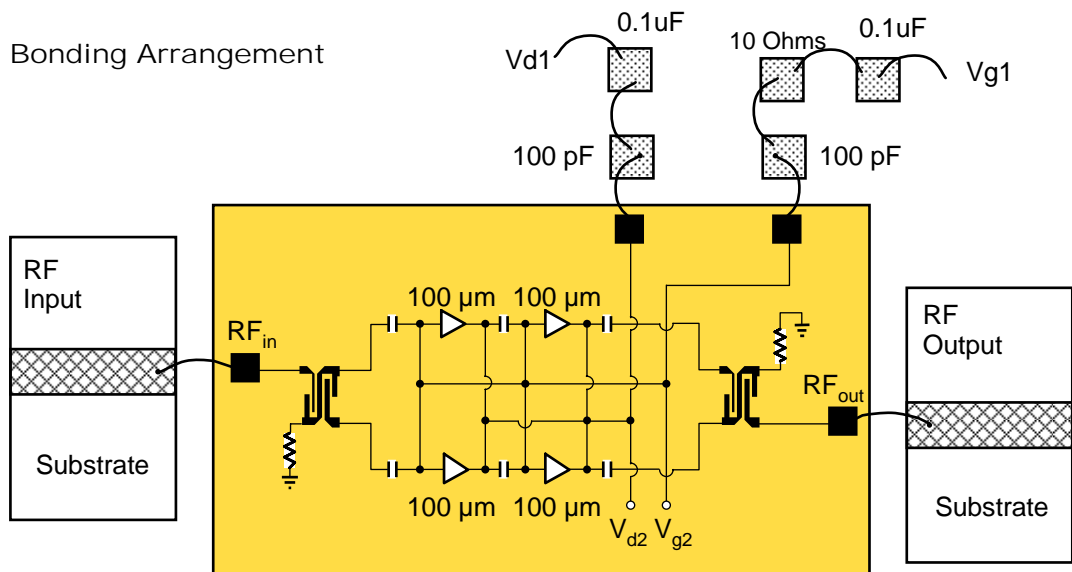 Bonding Arrangement
0.1uF
Vd1
10 Ohms
0.1uF
Vg1
100 pF
100 pF
RF
Input
Substrate
RFin
100 µm
100 µm
100 µm
100 µm
Vd2
Vg2
RFout
RF
Output
Substrate